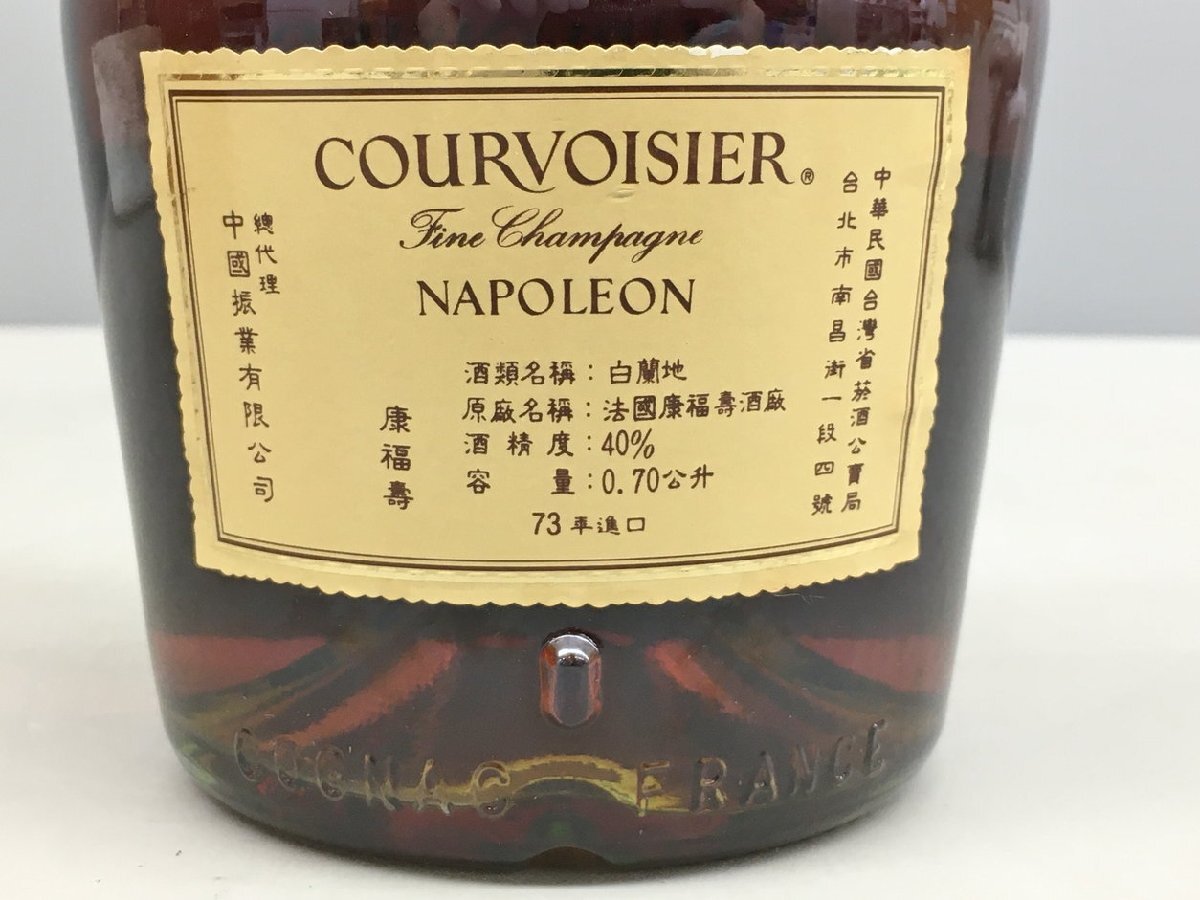 COURVOISIER®
Fine Champagne
NAPOLEON
中華民國台灣省菸酒公賣局
台北市南昌街一段四號
酒類名稱：白蘭地
原廠名稱：法國康福壽酒廠
酒精度：40%
容量：0.70公升
73年進口
康福壽
總代理
中國振業有限公司
COGNAC FRANCE